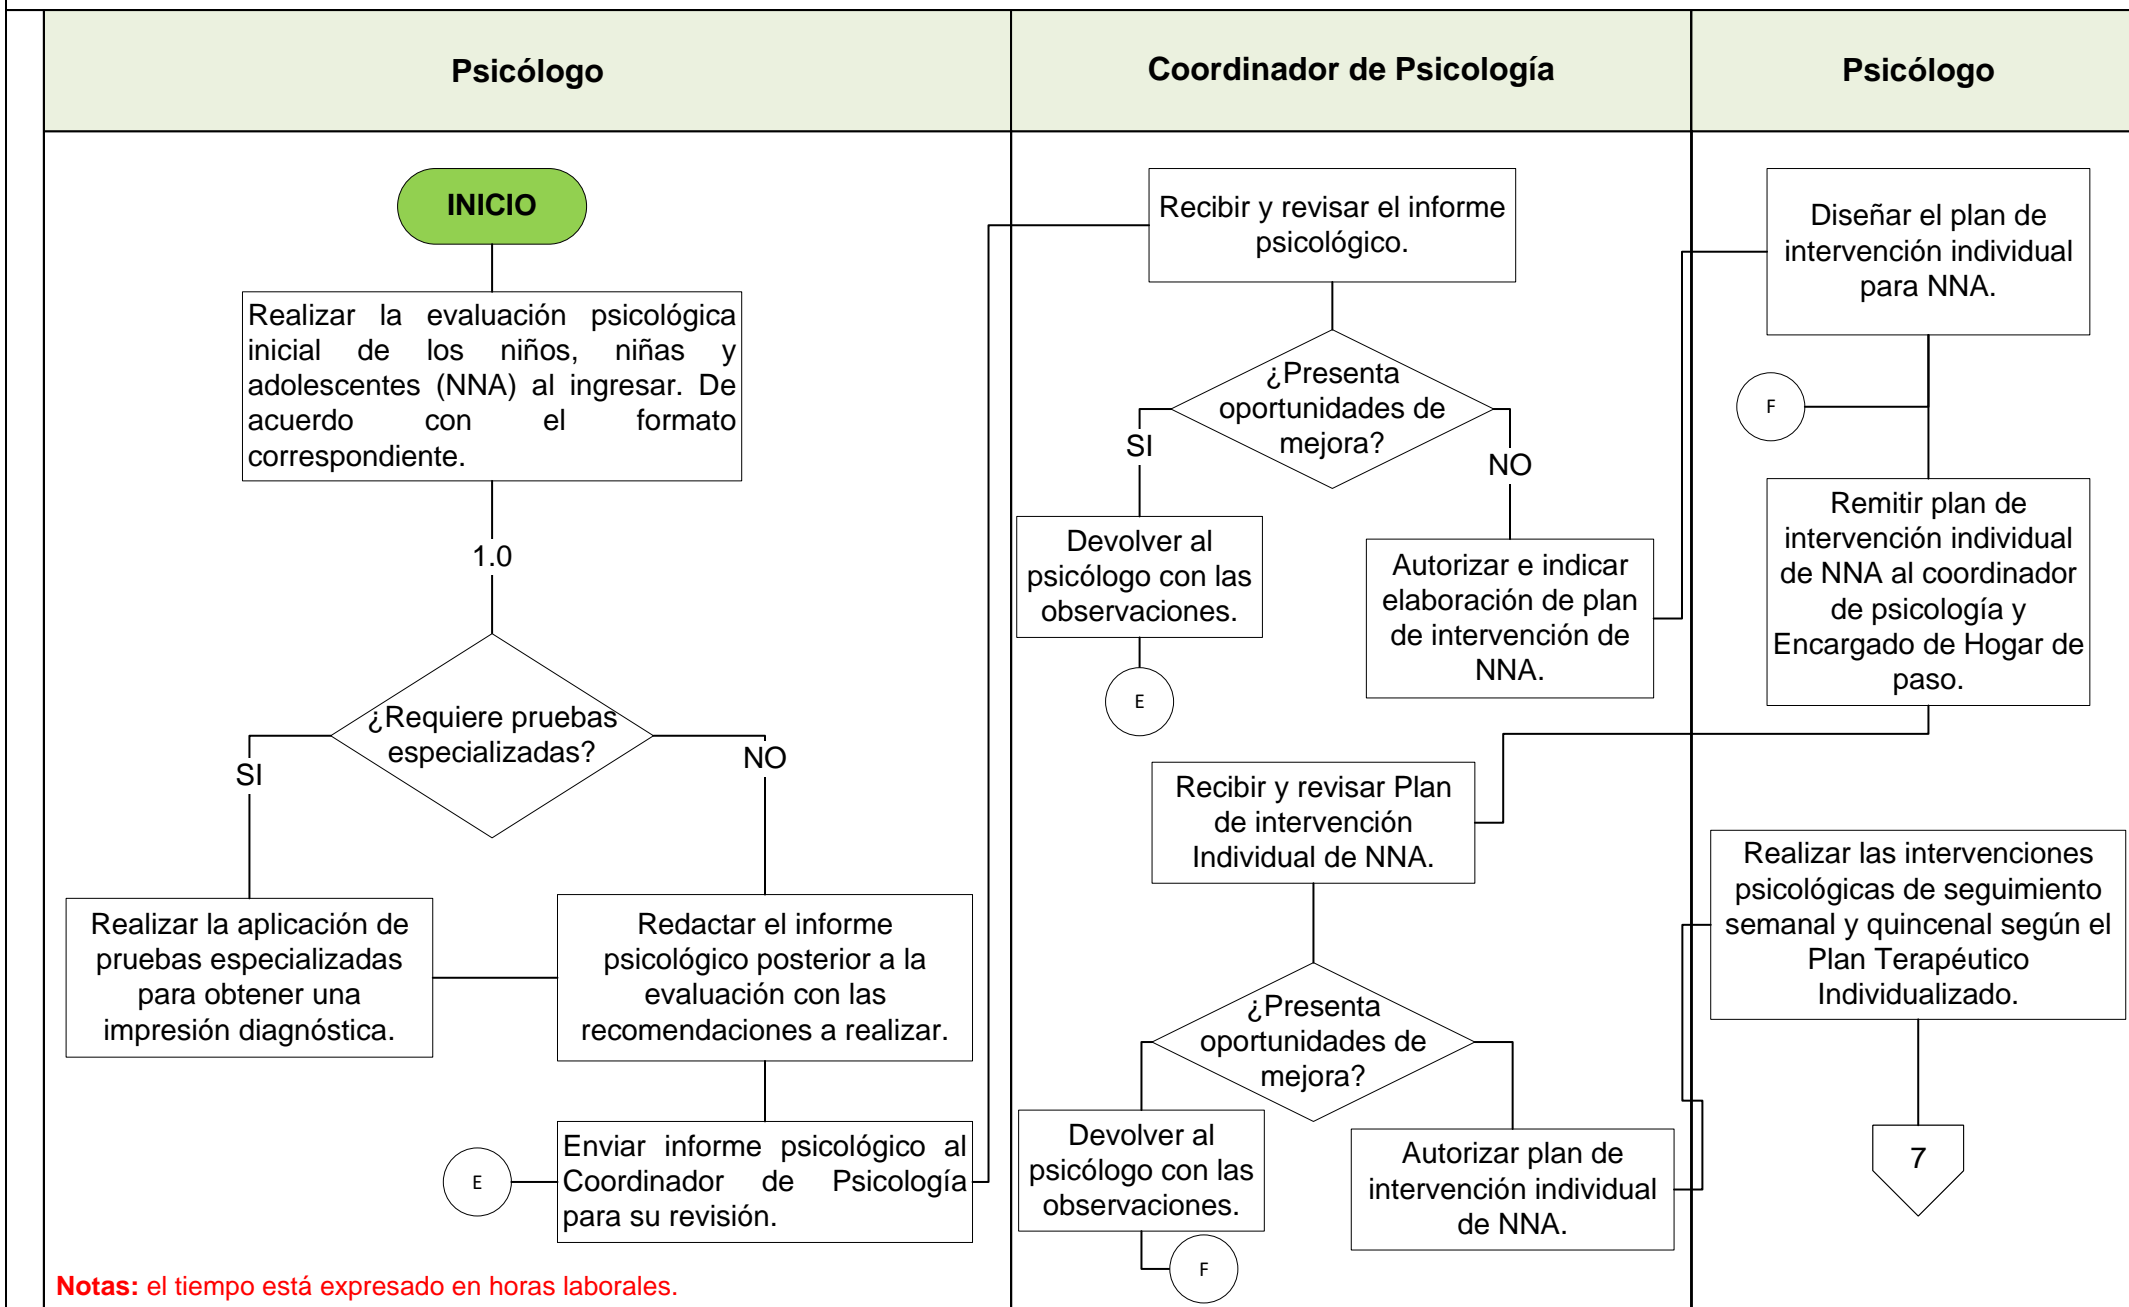 Psicólogo
Coordinador de Psicología
Psicólogo
INICIO
Realizar la evaluación psicológica
inicial de los niños, niñas y
adolescentes (NNA) al ingresar. De
acuerdo con el formato
correspondiente.
1.0
¿Requiere pruebas
especializadas?
SI
NO
Realizar la aplicación de
pruebas especializadas
para obtener una
impresión diagnóstica.
Redactar el informe
psicológico posterior a la
evaluación con las
recomendaciones a realizar.
E
Enviar informe psicológico al
Coordinador de Psicología
para su revisión.
Notas: el tiempo está expresado en horas laborales.
Recibir y revisar el informe
psicológico.
¿Presenta
oportunidades de
mejora?
SI
NO
Devolver al
psicólogo con las
observaciones.
E
Autorizar e indicar
elaboración de plan
de intervención de
NNA.
Recibir y revisar Plan
de intervención
Individual de NNA.
¿Presenta
oportunidades de
mejora?
Devolver al
psicólogo con las
observaciones.
F
Autorizar plan de
intervención individual
de NNA.
Diseñar el plan de
intervención individual
para NNA.
F
Remitir plan de
intervención individual
de NNA al coordinador
de psicología y
Encargado de Hogar de
paso.
Realizar las intervenciones
psicológicas de seguimiento
semanal y quincenal según el
Plan Terapéutico
Individualizado.
7